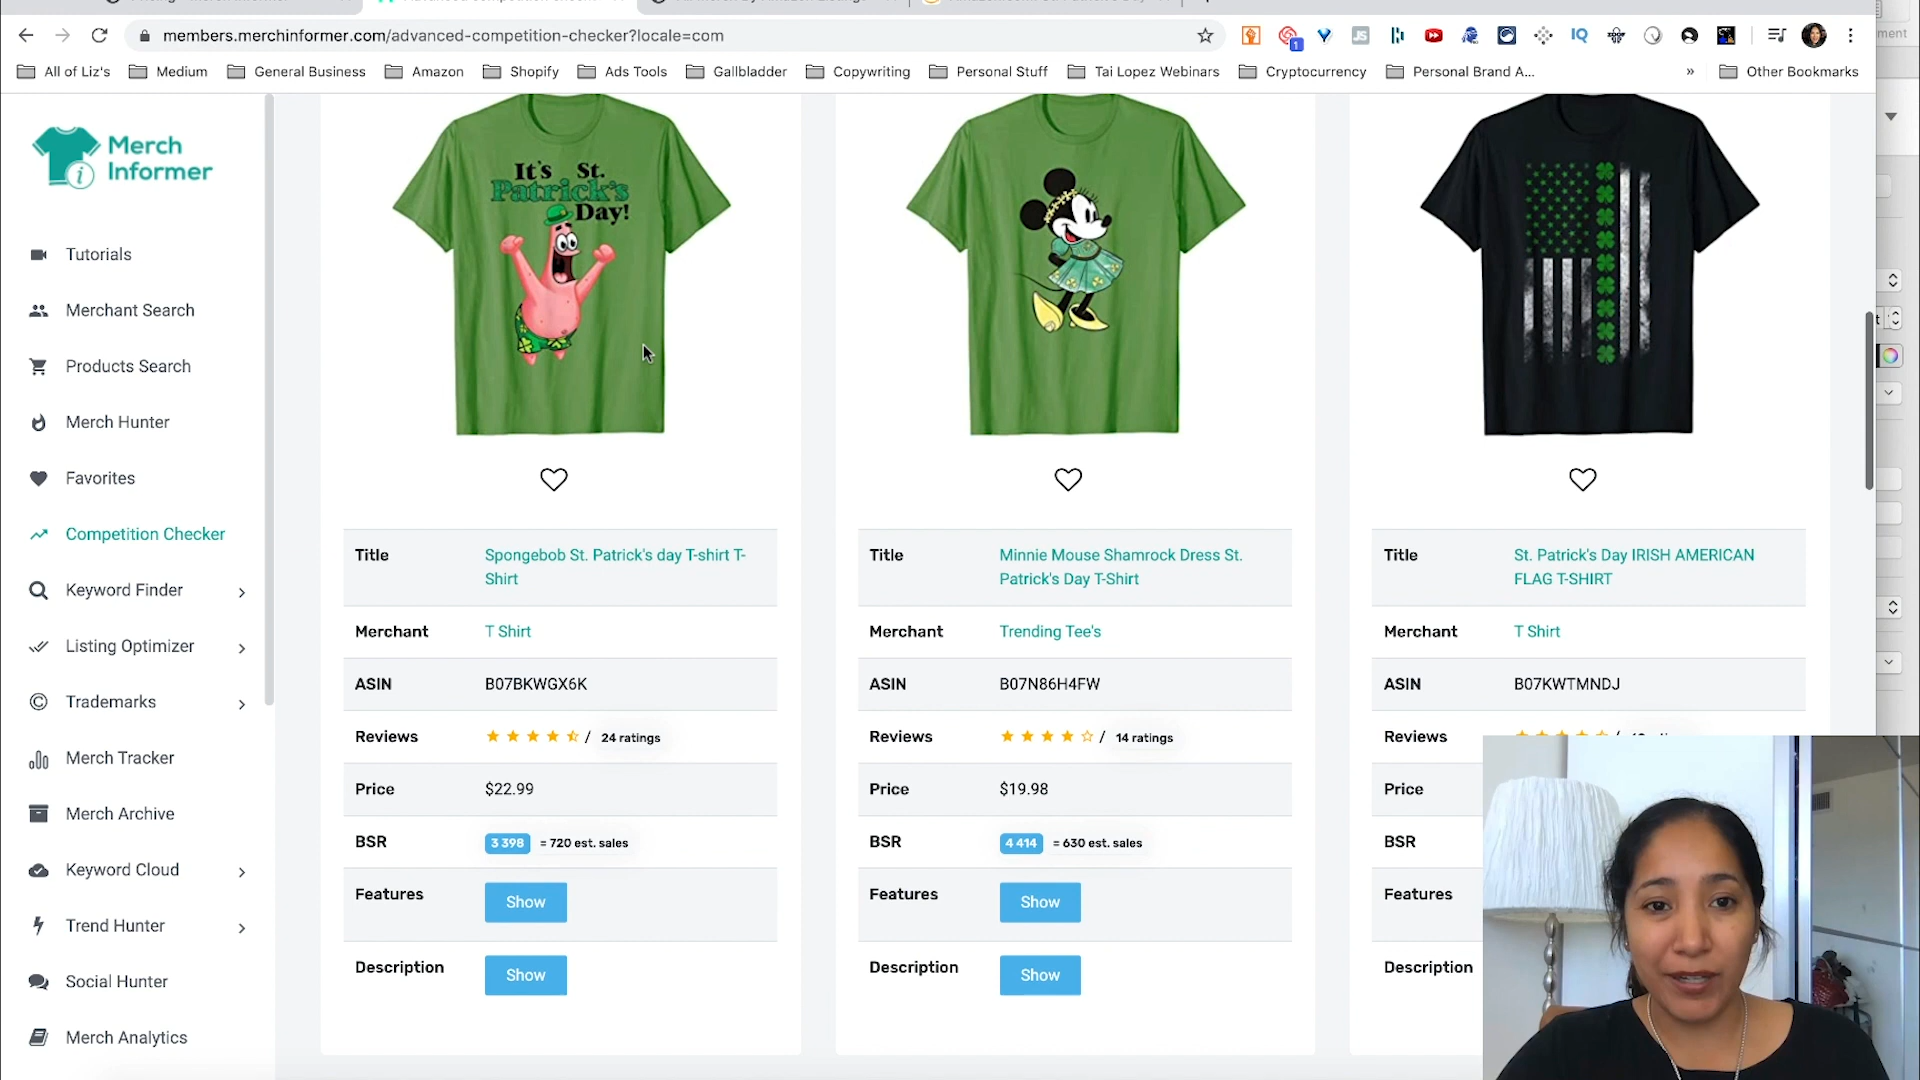 members.merchinformer.com/advanced-competition-checker?locale=com
1
JS
IQ
All of Liz's
Medium
General Business
Amazon
Shopify
Ads Tools
Gallbladder
Copywriting
Personal Stuff
Tai Lopez Webinars
Cryptocurrency
Personal Brand A...
»
Other Bookmarks
Merch
Informer
Tutorials
Merchant Search
Products Search
Merch Hunter
Favorites
Competition Checker
Keyword Finder
Listing Optimizer
Trademarks
Merch Tracker
Merch Archive
Keyword Cloud
Trend Hunter
Social Hunter
Merch Analytics
It's St.
Patrick's
Day!
Title
Spongebob St. Patrick's day T-shirt T-
Shirt
Merchant
T Shirt
ASIN
B07BKWGX6K
Reviews
/ 24 ratings
Price
$22.99
BSR
3 398 = 720 est. sales
Features
Show
Description
Show
Title
Minnie Mouse Shamrock Dress St.
Patrick's Day T-Shirt
Merchant
Trending Tee's
ASIN
B07N86H4FW
Reviews
/ 14 ratings
Price
$19.98
BSR
4 414 = 630 est. sales
Features
Show
Description
Show
Title
St. Patrick's Day IRISH AMERICAN
FLAG T-SHIRT
Merchant
T Shirt
ASIN
B07KWTMNDJ
Reviews
Price
BSR
Features
Description